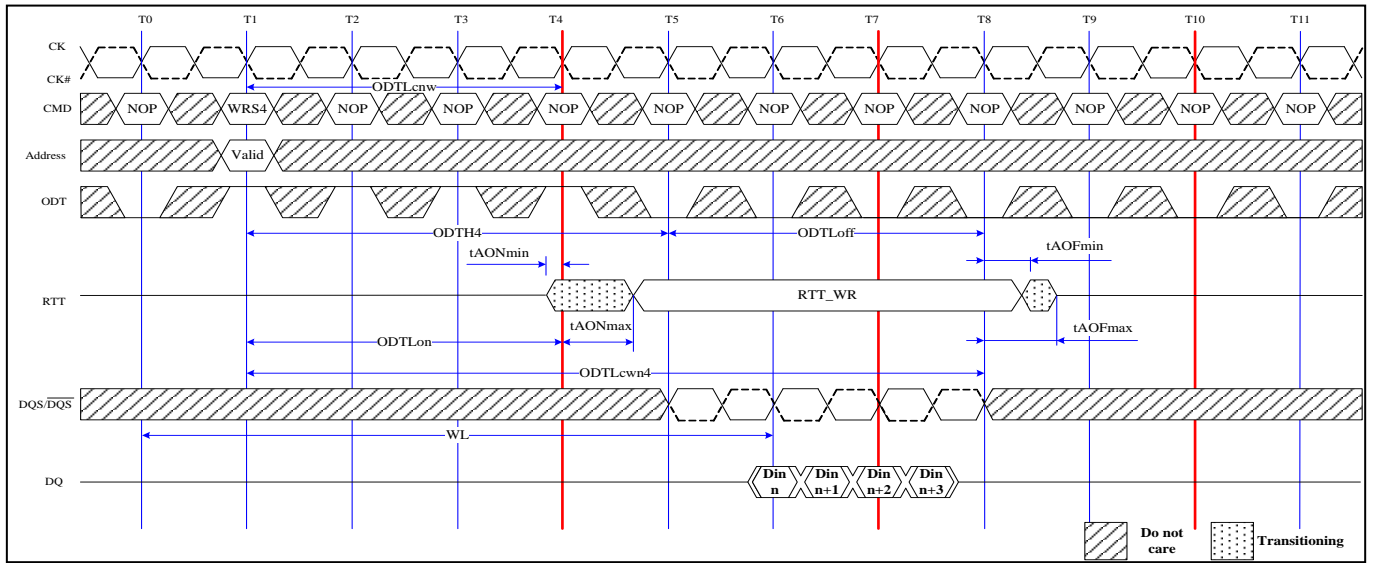 T0 T1 T2 T3 T4 T5 T6 T7 T8 T9 T10 T11
CK
CK#
ODTLcnw
CMD NOP WRS4 NOP NOP NOP NOP NOP NOP NOP NOP NOP NOP
Address Valid
ODT
ODTH4 ODTLoff
tAONmin tAOFmin
RTT RTT_WR
tAONmax tAOFmax
ODTLon
ODTLcwn4
DQS/DQS
WL
DQ Din n Din n+1 Din n+2 Din n+3
Do not care Transitioning